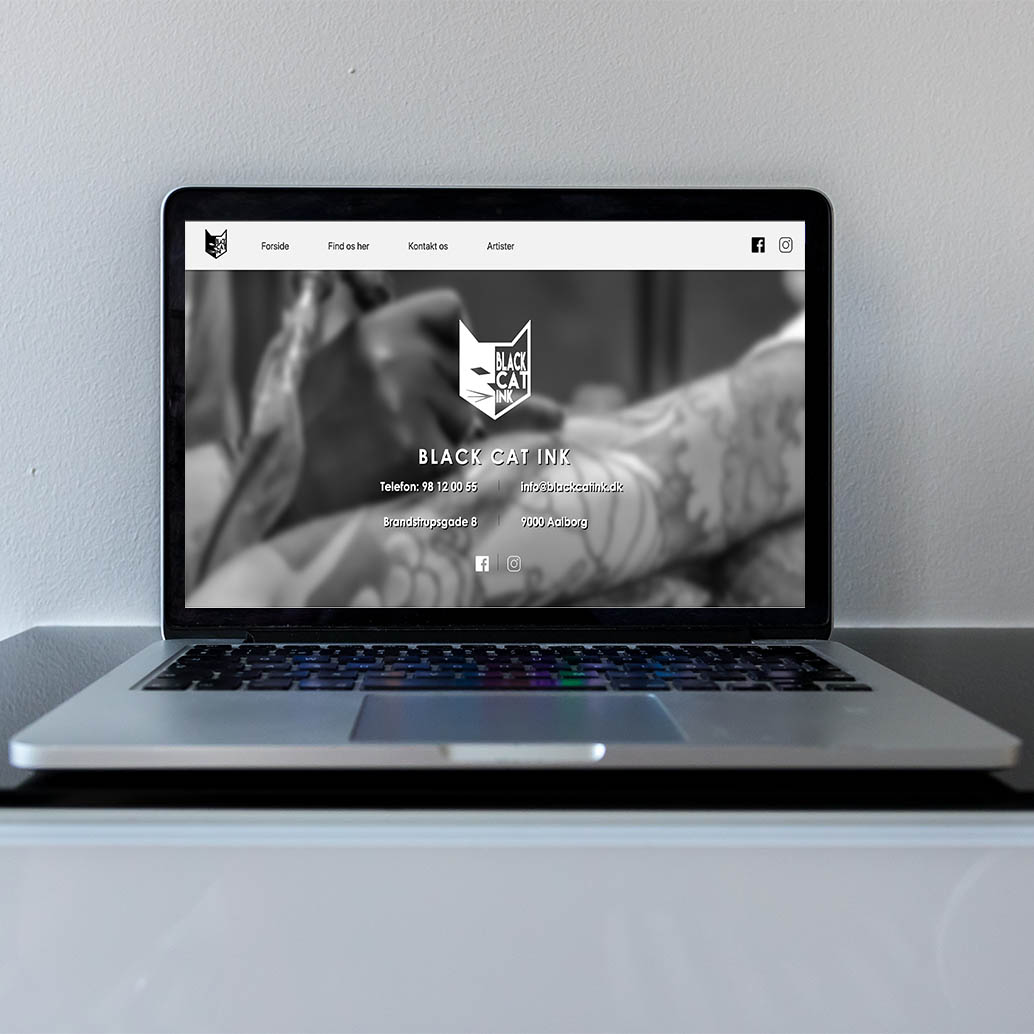 Forside Find os her Kontakt os Artister
BLACK
CAT
INK
BLACK CAT INK
Telefon: 98 12 00 55 | info@blackcatink.dk
Brandstrupsgade 8 | 9000 Aalborg